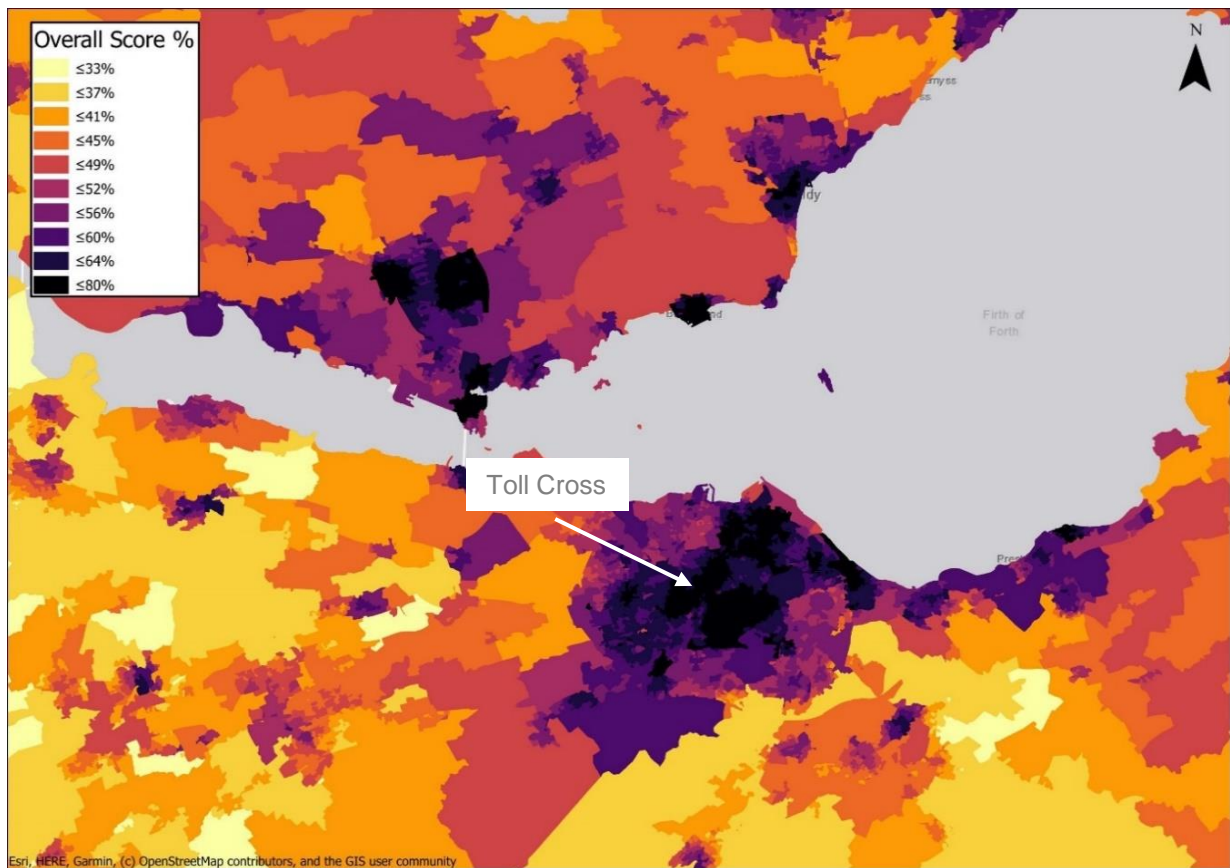 Overall Score %
≤33%
≤37%
≤41%
≤45%
≤49%
≤52%
≤56%
≤60%
≤64%
≤80%
N
Firth of
Forth
Toll Cross
Esri, HERE, Garmin, (c) OpenStreetMap contributors, and the GIS user community